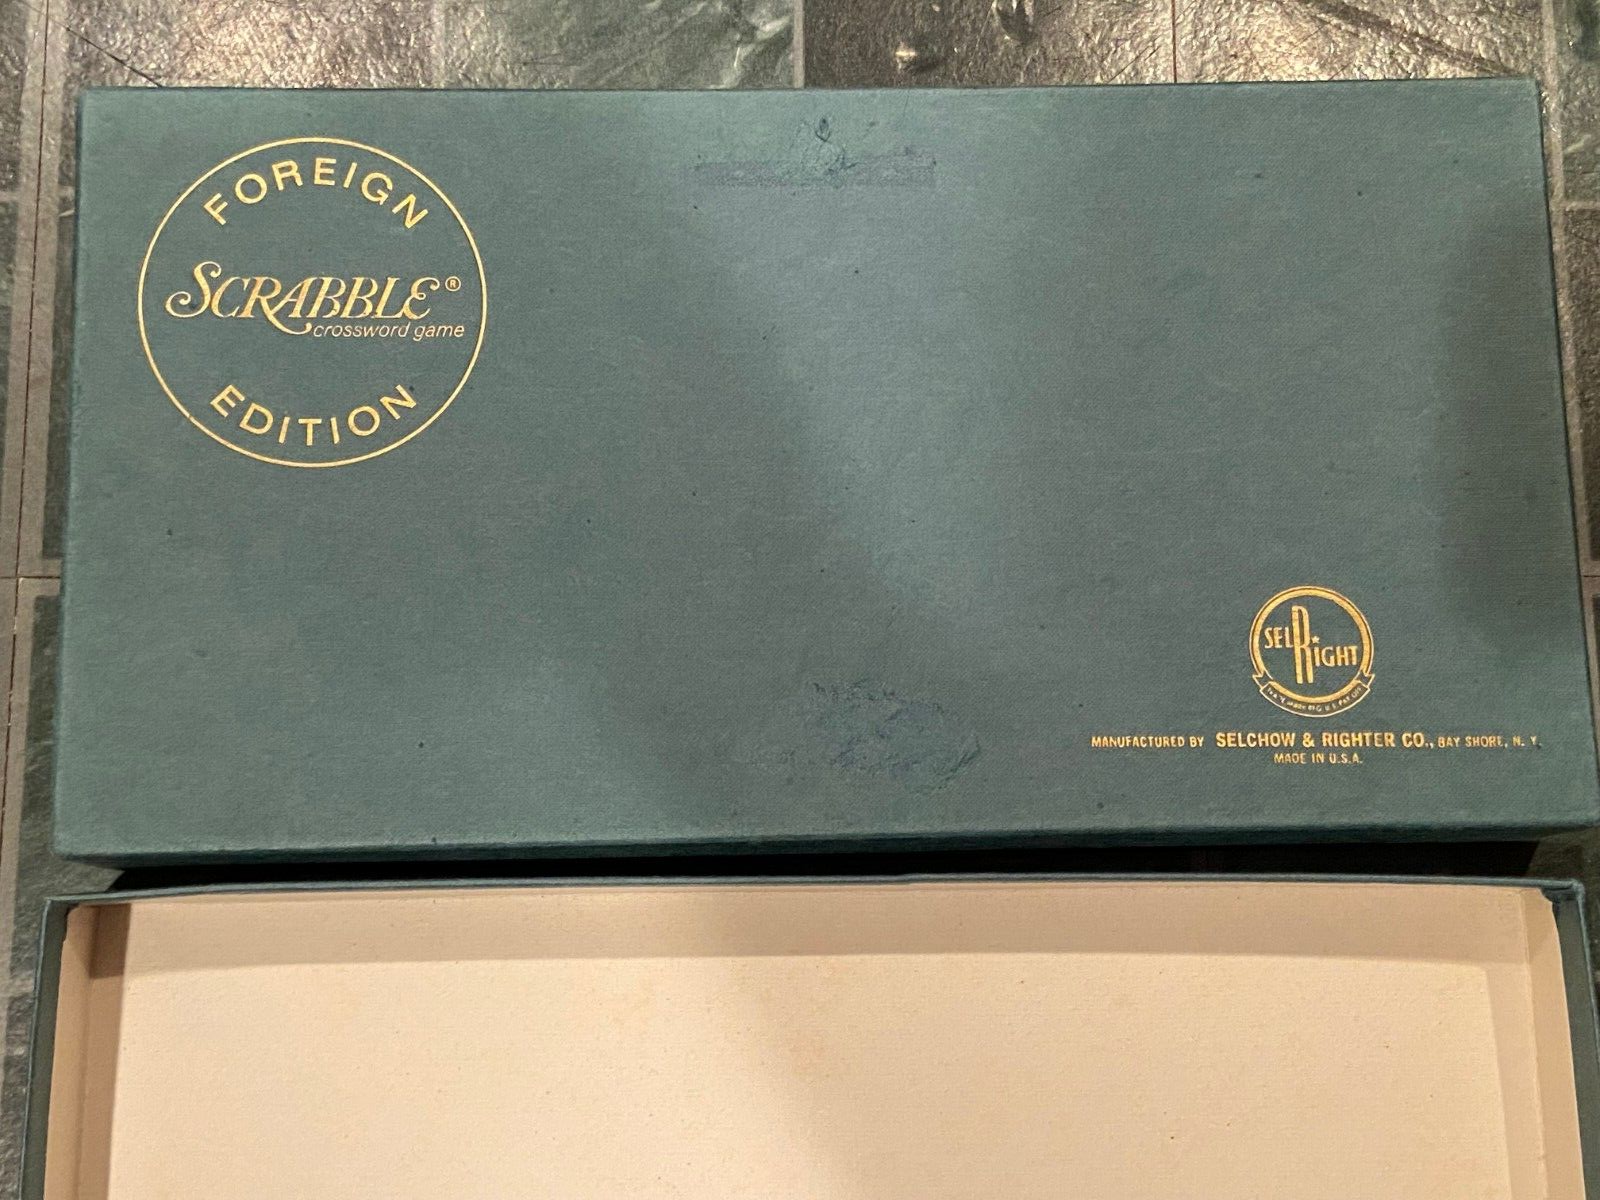 FOREIGN
SCRABBLE®
crossword game
EDITION
SEL RIGHT
MANUFACTURED BY SELCHOW & RIGHTER CO., BAY SHORE, N. Y.
MADE IN U.S.A.